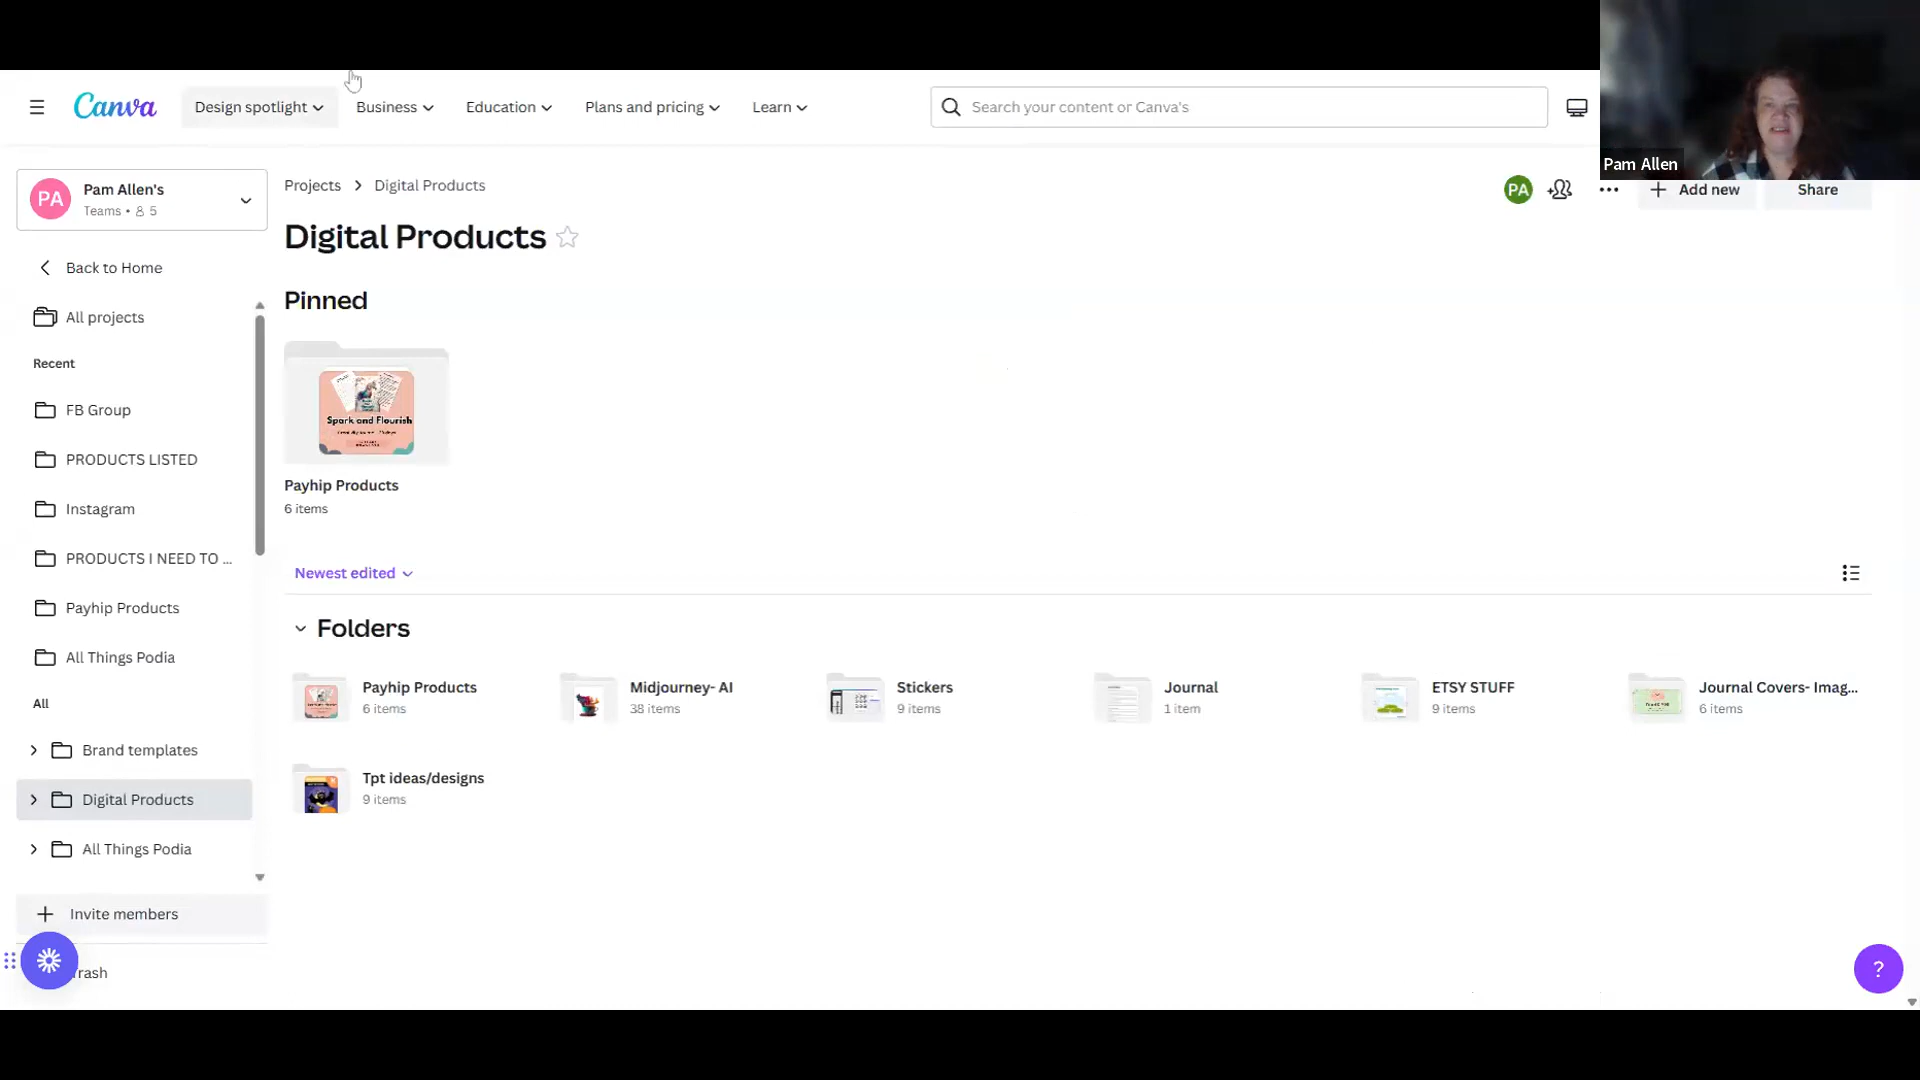 Canva
Design spotlight
Business
Education
Plans and pricing
Learn
Search your content or Canva's
Pam Allen
PA
Pam Allen's
Teams • 5
Back to Home
All projects
Recent
FB Group
PRODUCTS LISTED
Instagram
PRODUCTS I NEED TO ...
Payhip Products
All Things Podia
All
Brand templates
Digital Products
All Things Podia
Invite members
Trash
Projects
Digital Products
PA
Add new
Share
Digital Products
Pinned
Spark and Flourish
Payhip Products
6 items
Newest edited
Folders
Payhip Products
6 items
Midjourney- AI
38 items
Stickers
9 items
Journal
1 item
ETSY STUFF
9 items
Journal Covers- Imag...
6 items
Tpt ideas/designs
9 items
?